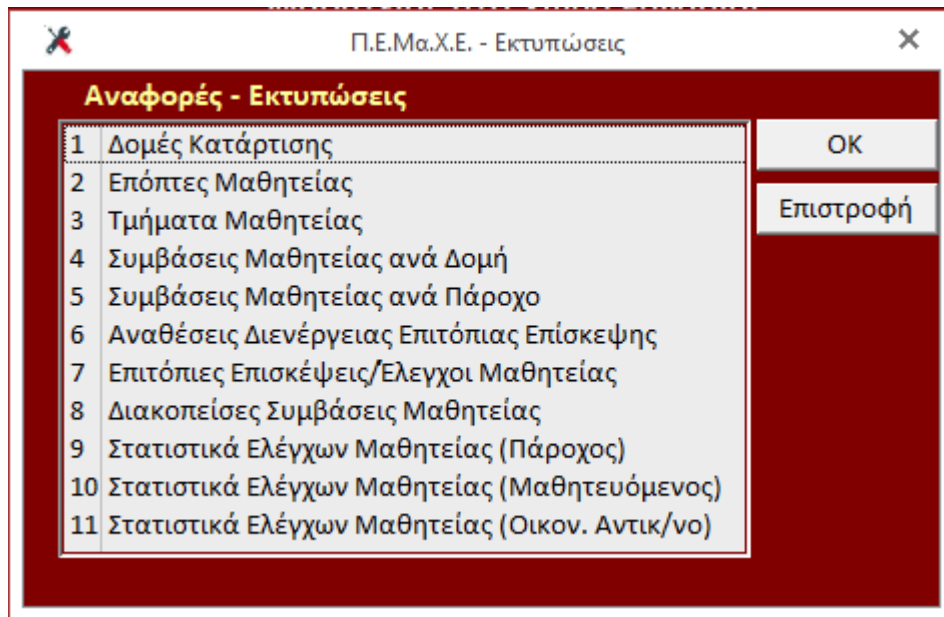 Π.Ε.Μα.Χ.Ε. - Εκτυπώσεις
Αναφορές - Εκτυπώσεις
1 Δομές Κατάρτισης
2 Επόπτες Μαθητείας
3 Τμήματα Μαθητείας
4 Συμβάσεις Μαθητείας ανά Δομή
5 Συμβάσεις Μαθητείας ανά Πάροχο
6 Αναθέσεις Διενέργειας Επιτόπιας Επίσκεψης
7 Επιτόπιες Επισκέψεις/Έλεγχοι Μαθητείας
8 Διακοπείσες Συμβάσεις Μαθητείας
9 Στατιστικά Ελέγχων Μαθητείας (Πάροχος)
10 Στατιστικά Ελέγχων Μαθητείας (Μαθητευόμενος)
11 Στατιστικά Ελέγχων Μαθητείας (Οικον. Αντικ/νο)
OK
Επιστροφή